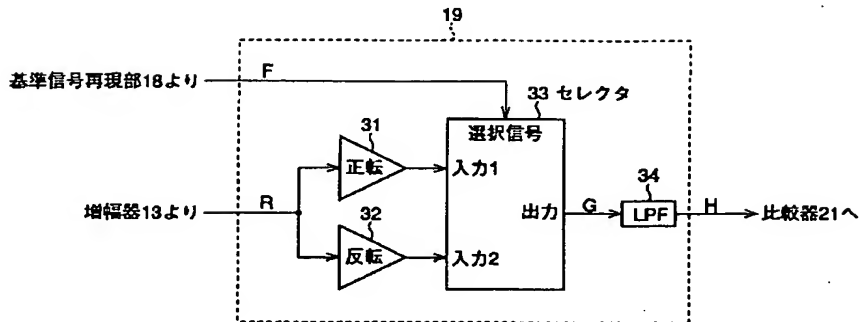 19
基準信号再現部18より
F
33 セレクタ
選択信号
31
正転
入力1
増幅器13より
R
32
反転
入力2
出力
G
34
LPF
H
比較器21へ